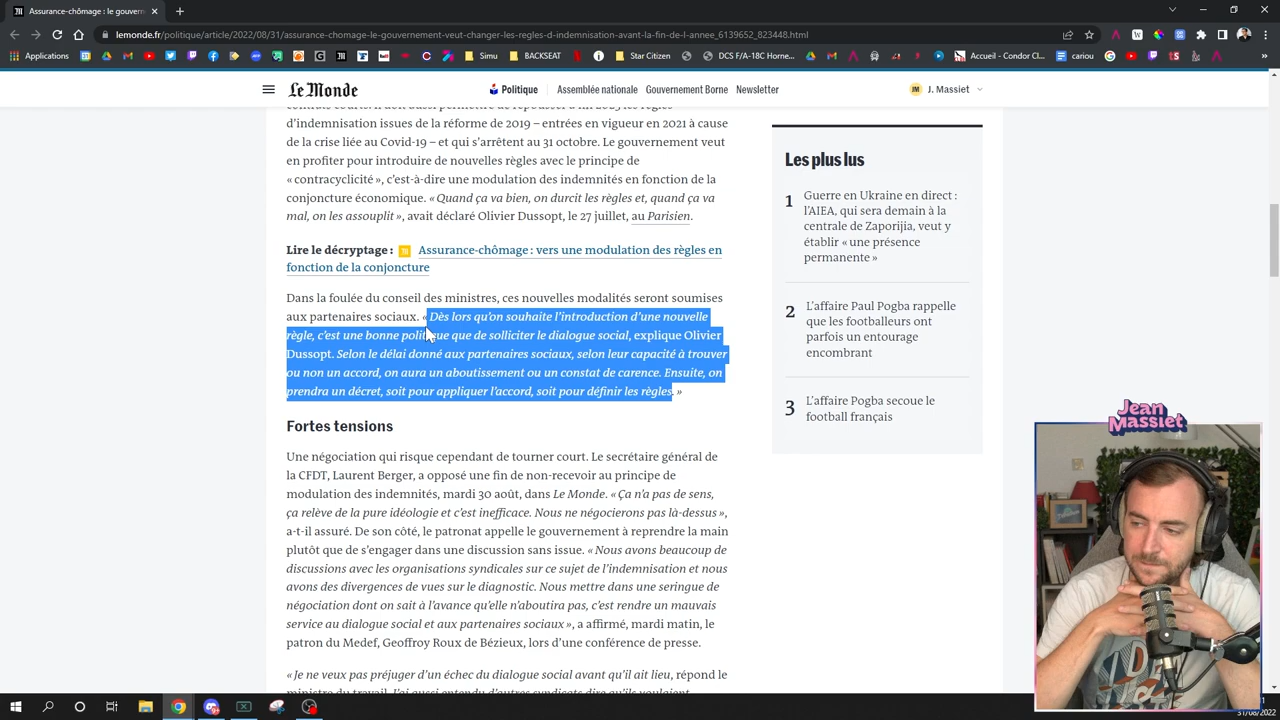 Assurance-chômage : le gouvern
lemonde.fr/politique/article/2022/08/31/assurance-chomage-le-gouvernement-veut-changer-les-regles-d-indemnisation-avant-la-fin-de-l-annee_6139652_823448.html
Applications
Simu
BACKSEAT
Star Citizen
DCS F/A-18C Horne...
Accueil - Condor Cl...
cariou
Le Monde
Politique
Assemblée nationale
Gouvernement Borne
Newsletter
JM
J. Massiet
d'indemnisation issues de la réforme de 2019 – entrées en vigueur en 2021 à cause
de la crise liée au Covid-19 – et qui s'arrêtent au 31 octobre. Le gouvernement veut
en profiter pour introduire de nouvelles règles avec le principe de
« contracyclicité », c'est-à-dire une modulation des indemnités en fonction de la
conjoncture économique. « Quand ça va bien, on durcit les règles et, quand ça va
mal, on les assouplit », avait déclaré Olivier Dussopt, le 27 juillet, au Parisien.
Lire le décryptage : Assurance-chômage : vers une modulation des règles en
fonction de la conjoncture
Dans la foulée du conseil des ministres, ces nouvelles modalités seront soumises
aux partenaires sociaux. « Dès lors qu'on souhaite l'introduction d'une nouvelle
règle, c'est une bonne politique que de solliciter le dialogue social, explique Olivier
Dussopt. Selon le délai donné aux partenaires sociaux, selon leur capacité à trouver
ou non un accord, on aura un aboutissement ou un constat de carence. Ensuite, on
prendra un décret, soit pour appliquer l'accord, soit pour définir les règles. »
Fortes tensions
Une négociation qui risque cependant de tourner court. Le secrétaire général de
la CFDT, Laurent Berger, a opposé une fin de non-recevoir au principe de
modulation des indemnités, mardi 30 août, dans Le Monde. « Ça n'a pas de sens,
ça relève de la pure idéologie et c'est inefficace. Nous ne négocierons pas là-dessus »,
a-t-il assuré. De son côté, le patronat appelle le gouvernement à reprendre la main
plutôt que de s'engager dans une discussion sans issue. « Nous avons beaucoup de
discussions avec les organisations syndicales sur ce sujet de l'indemnisation et nous
avons des divergences de vues sur le diagnostic. Nous mettre dans une seringue de
négociation dont on sait à l'avance qu'elle n'aboutira pas, c'est rendre un mauvais
service au dialogue social et aux partenaires sociaux », a affirmé, mardi matin, le
patron du Medef, Geoffroy Roux de Bézieux, lors d'une conférence de presse.
« Je ne veux pas préjuger d'un échec du dialogue social avant qu'il ait lieu, répond le
Les plus lus
1
Guerre en Ukraine en direct :
l'AIEA, qui sera demain à la
centrale de Zaporijia, veut y
établir « une présence
permanente »
2
L'affaire Paul Pogba rappelle
que les footballeurs ont
parfois un entourage
encombrant
3
L'affaire Pogba secoue le
football français
Jean
Massiet
31/08/2022